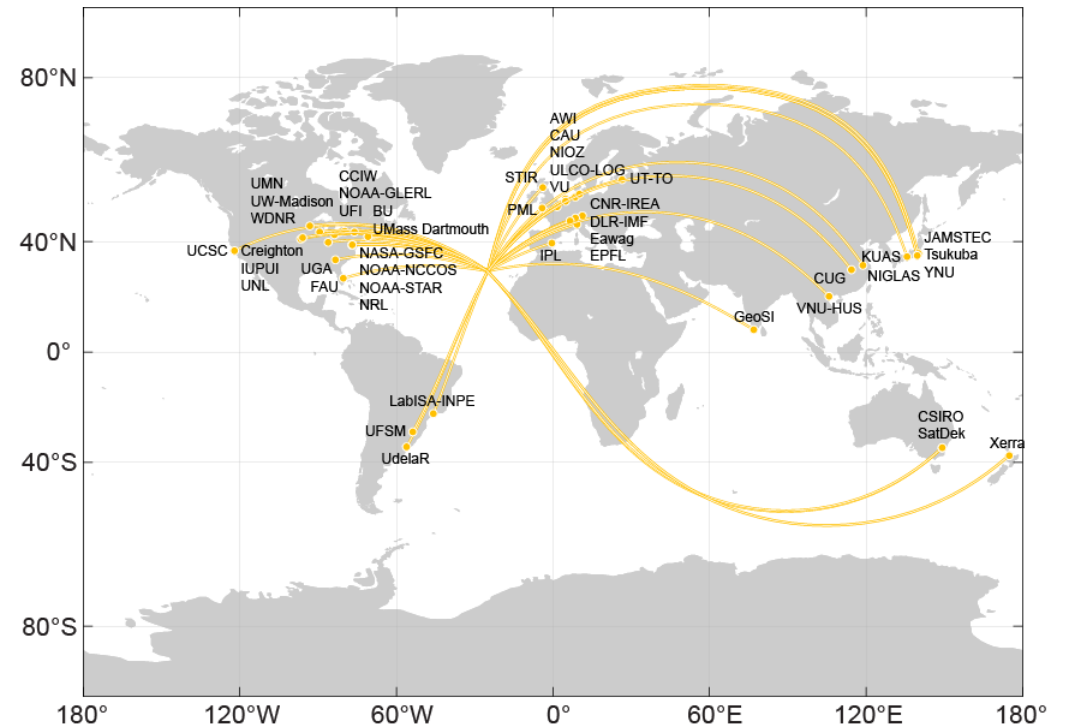 80°N
AWI
CAU
NIOZ
ULCO-LOG
VU
STIR
UT-TO
PML
CCIW
NOAA-GLERL
UFI BU
UMN
UW-Madison
WDNR
UMass Dartmouth
CNR-IREA
DLR-IMF
Eawag
EPFL
IPL
40°N
UCSC
Creighton
IUPUI
UNL
UGA
FAU
NASA-GSFC
NOAA-NCCOS
NOAA-STAR
NRL
JAMSTEC
Tsukuba
YNU
KUAS
NIGLAS
CUG
VNU-HUS
GeoSI
0°
LabISA-INPE
UFSM
UdelaR
CSIRO
SatDek
Xerra
40°S
80°S
180° 120°W 60°W 0° 60°E 120°E 180°